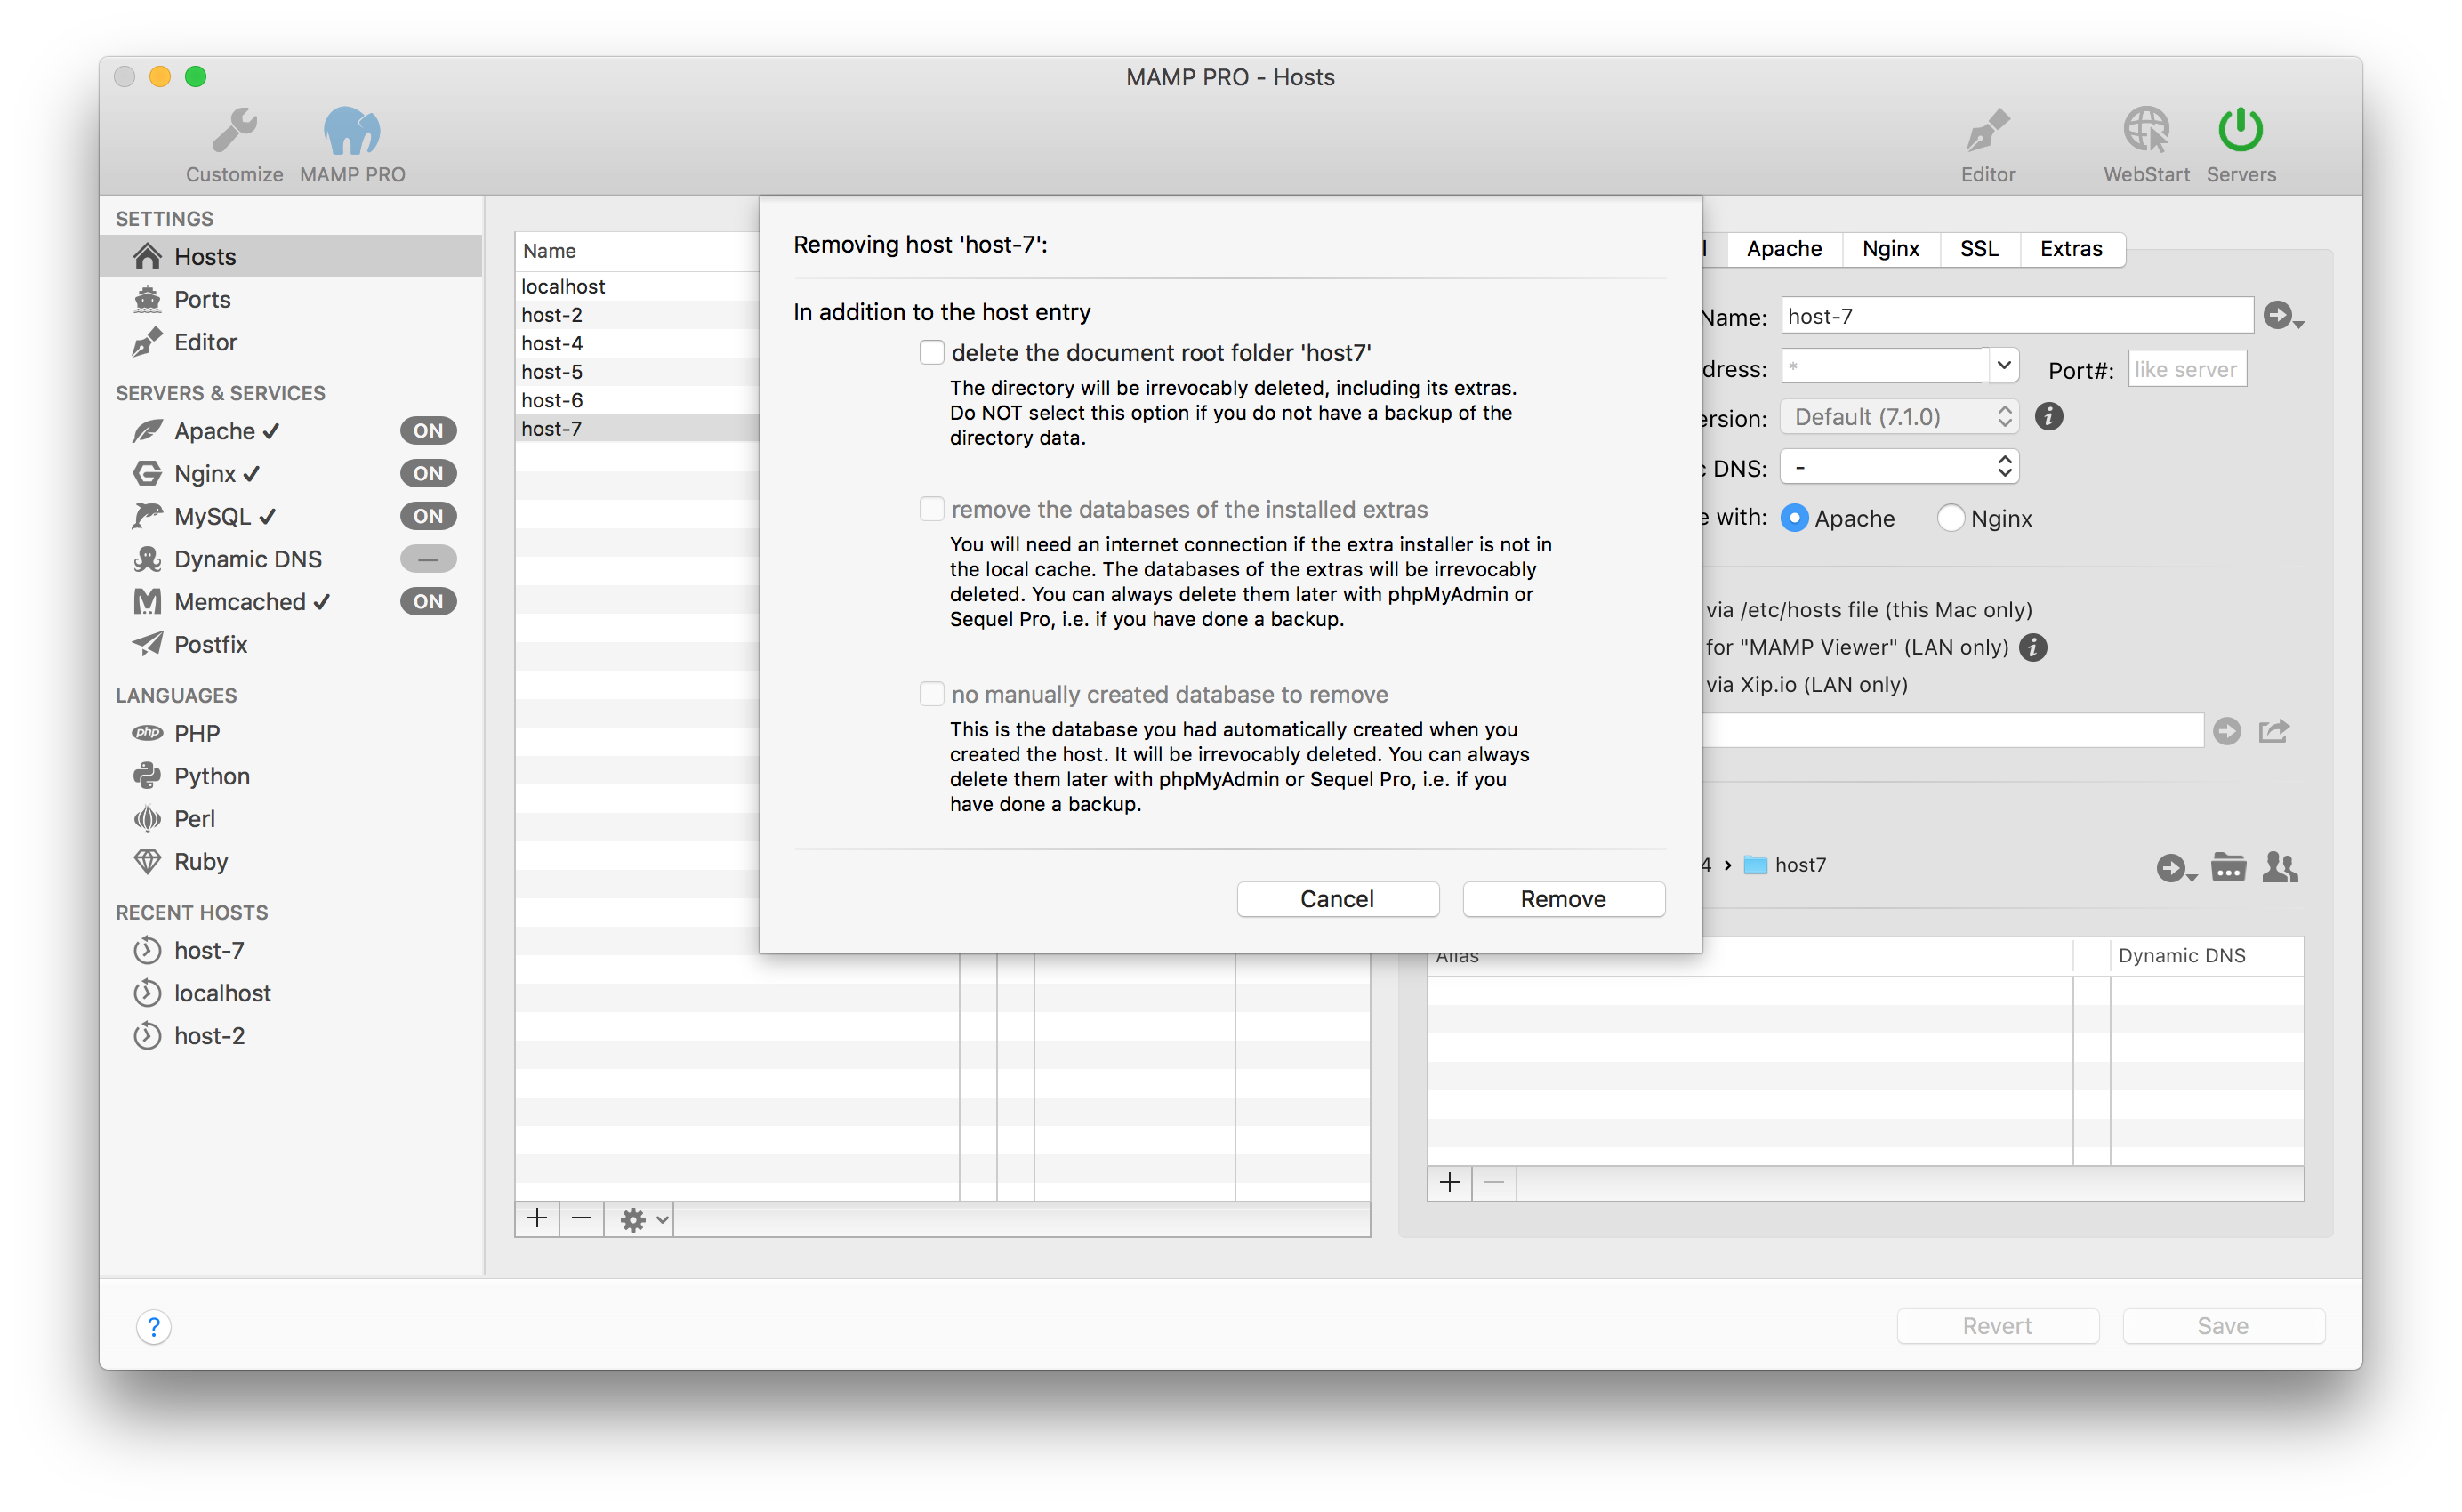 MAMP PRO - Hosts
Customize
MAMP PRO
Editor
WebStart
Servers
SETTINGS
Hosts
Ports
Editor
SERVERS & SERVICES
Apache ✓
ON
Nginx ✓
ON
MySQL ✓
ON
Dynamic DNS
—
Memcached ✓
ON
Postfix
LANGUAGES
php
PHP
Python
Perl
Ruby
RECENT HOSTS
host-7
localhost
host-2
Name
localhost
host-2
host-4
host-5
host-6
host-7
Removing host 'host-7':
In addition to the host entry
delete the document root folder 'host7'
The directory will be irrevocably deleted, including its extras.
Do NOT select this option if you do not have a backup of the
directory data.
remove the databases of the installed extras
You will need an internet connection if the extra installer is not in
the local cache. The databases of the extras will be irrevocably
deleted. You can always delete them later with phpMyAdmin or
Sequel Pro, i.e. if you have done a backup.
no manually created database to remove
This is the database you had automatically created when you
created the host. It will be irrevocably deleted. You can always
delete them later with phpMyAdmin or Sequel Pro, i.e. if you
have done a backup.
Cancel
Remove
Apache
Nginx
SSL
Extras
Name:
host-7
dress:
*
Port#:
like server
ersion:
Default (7.1.0)
DNS:
-
e with:
Apache
Nginx
via /etc/hosts file (this Mac only)
for "MAMP Viewer" (LAN only)
via Xip.io (LAN only)
4 › host7
Alias
Dynamic DNS
?
Revert
Save